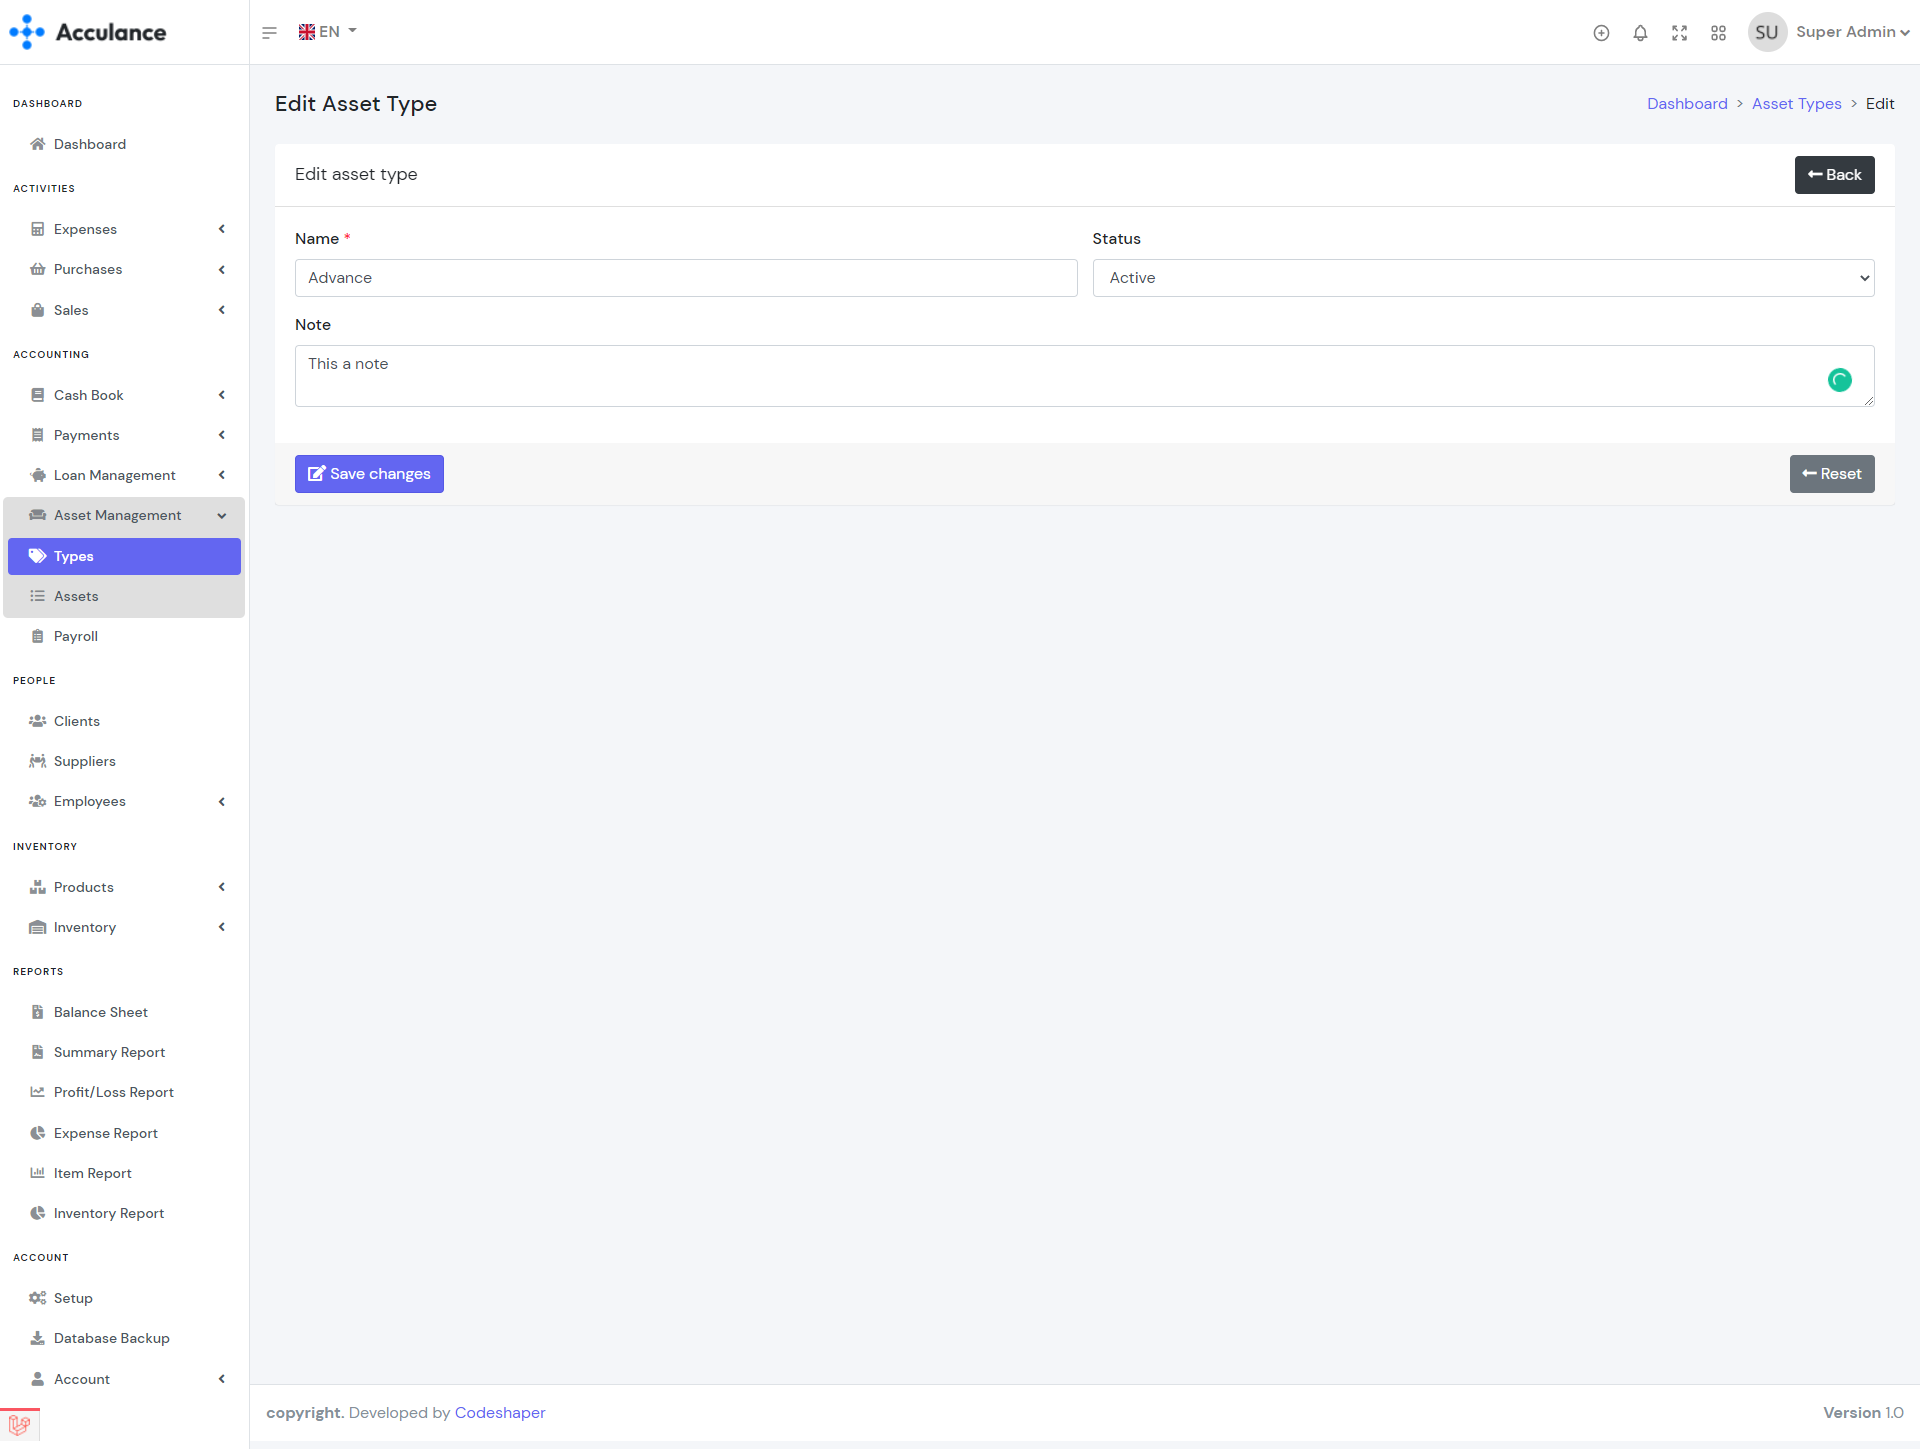 Acculance
EN
SU
Super Admin
DASHBOARD
Dashboard
ACTIVITIES
Expenses
Purchases
Sales
ACCOUNTING
Cash Book
Payments
Loan Management
Asset Management
Types
Assets
Payroll
PEOPLE
Clients
Suppliers
Employees
INVENTORY
Products
Inventory
REPORTS
Balance Sheet
Summary Report
Profit/Loss Report
Expense Report
Item Report
Inventory Report
ACCOUNT
Setup
Database Backup
Account
Edit Asset Type
Dashboard > Asset Types > Edit
Edit asset type
Back
Name *
Status
Advance
Active
Note
This a note
Save changes
Reset
copyright. Developed by Codeshaper
Version 1.0